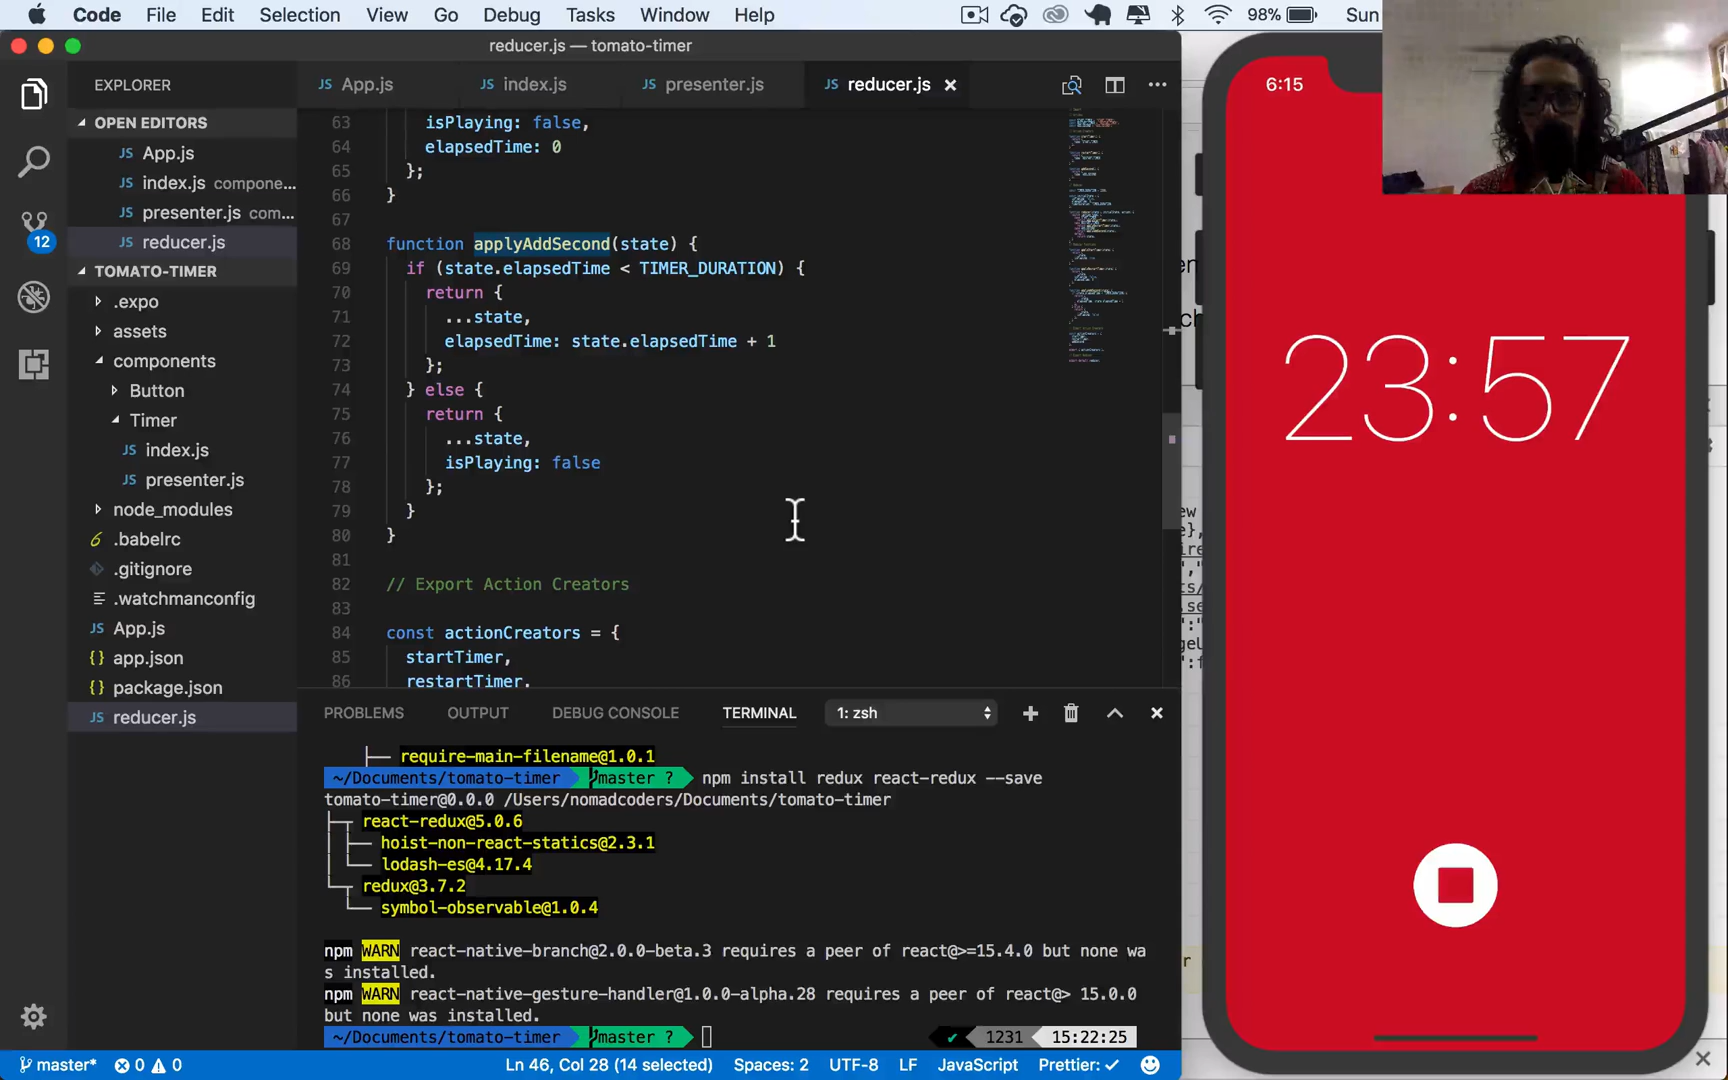 Code File Edit Selection View Go Debug Tasks Window Help 98% Sun
reducer.js — tomato-timer
EXPLORER
App.js index.js presenter.js reducer.js
OPEN EDITORS
App.js
index.js compone...
presenter.js com...
reducer.js
12
TOMATO-TIMER
.expo
assets
components
Button
Timer
index.js
presenter.js
node_modules
.babelrc
.gitignore
.watchmanconfig
App.js
app.json
package.json
reducer.js
63 isPlaying: false,
64 elapsedTime: 0
65 };
66 }
67
68 function applyAddSecond(state) {
69 if (state.elapsedTime < TIMER_DURATION) {
70 return {
71 ...state,
72 elapsedTime: state.elapsedTime + 1
73 };
74 } else {
75 return {
76 ...state,
77 isPlaying: false
78 };
79 }
80 }
81
82 // Export Action Creators
83
84 const actionCreators = {
85 startTimer,
86 restartTimer,
PROBLEMS OUTPUT DEBUG CONSOLE TERMINAL 1: zsh
require-main-filename@1.0.1
~/Documents/tomato-timer master ? npm install redux react-redux --save
tomato-timer@0.0.0 /Users/nomadcoders/Documents/tomato-timer
react-redux@5.0.6
hoist-non-react-statics@2.3.1
lodash-es@4.17.4
redux@3.7.2
symbol-observable@1.0.4
npm WARN react-native-branch@2.0.0-beta.3 requires a peer of react@>=15.4.0 but none wa
s installed.
npm WARN react-native-gesture-handler@1.0.0-alpha.28 requires a peer of react@> 15.0.0
but none was installed.
~/Documents/tomato-timer master ? ✔ 1231 15:22:25
master* 0 0 Ln 46, Col 28 (14 selected) Spaces: 2 UTF-8 LF JavaScript Prettier: ✓
6:15
23:57